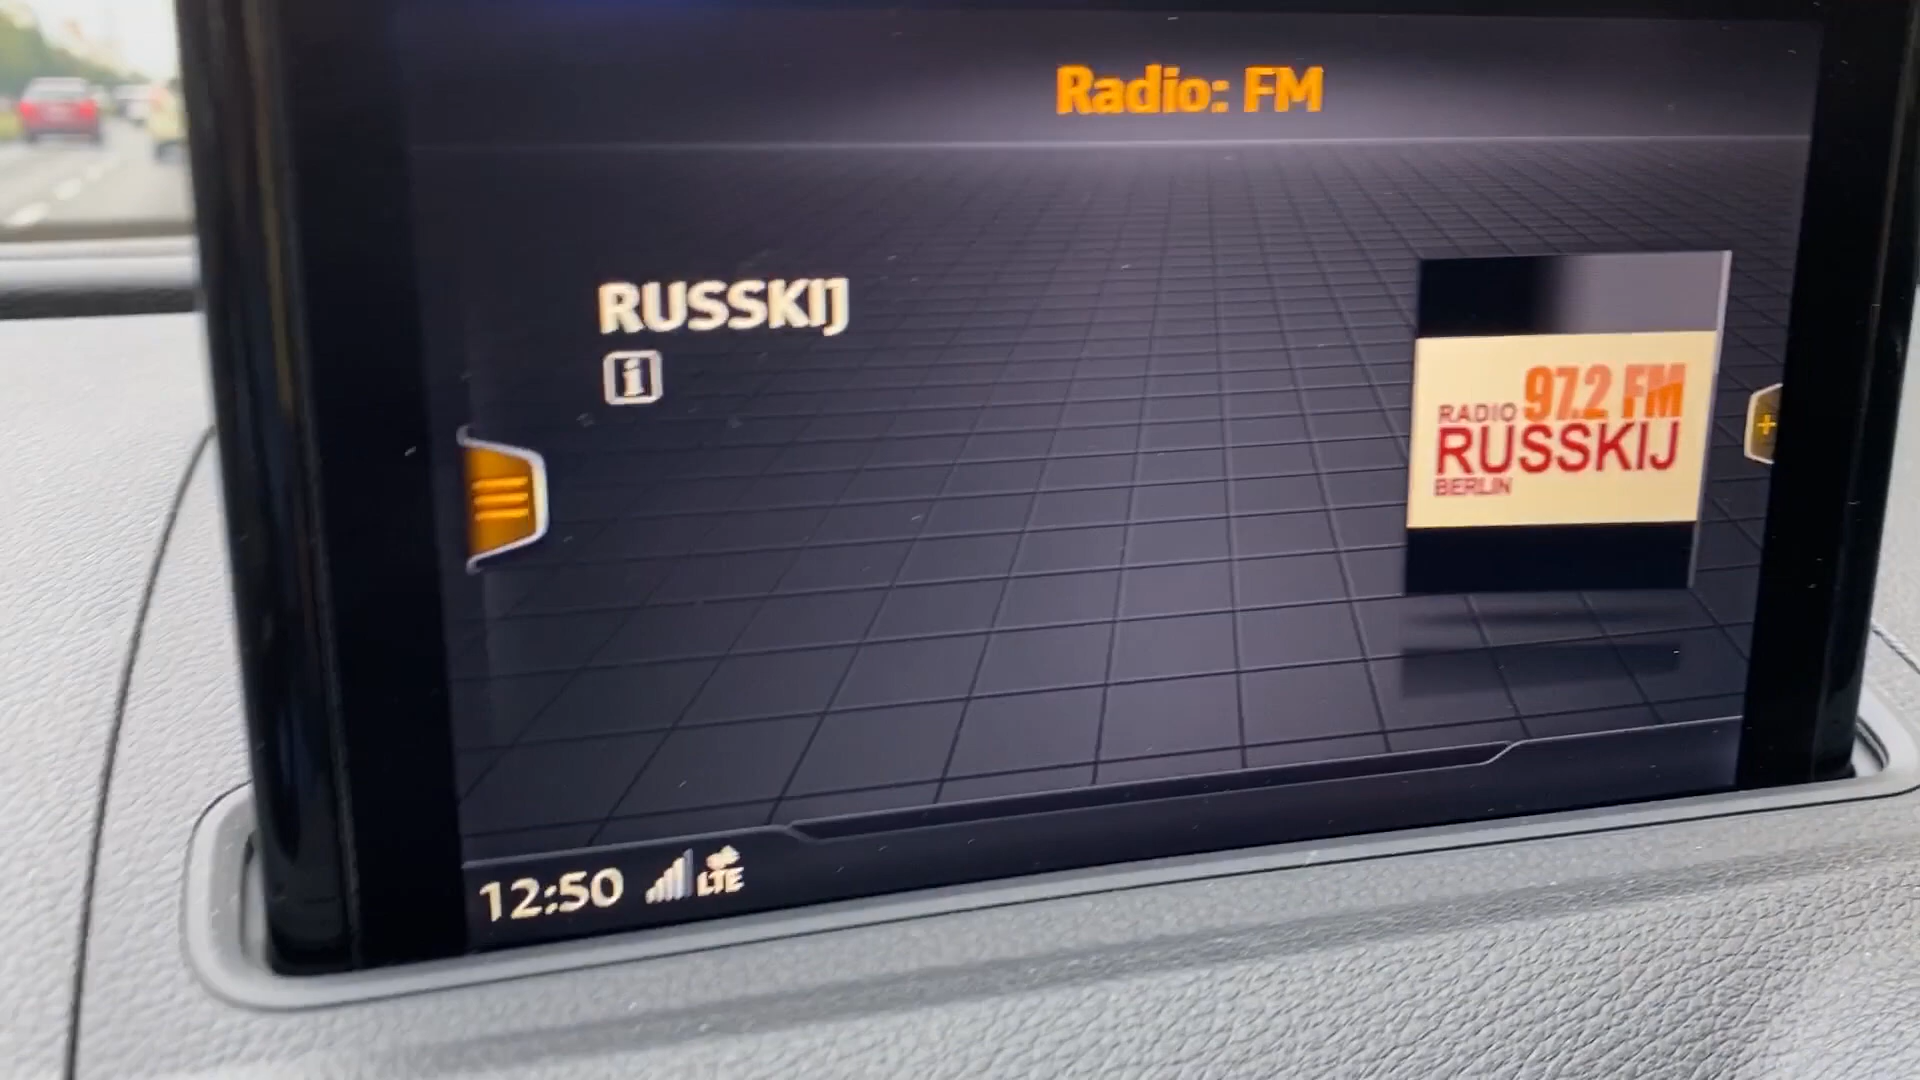 Radio: FM
RUSSKIJ
i
97.2 FM
RADIO
RUSSKIJ
BERLIN
12:50 LTE